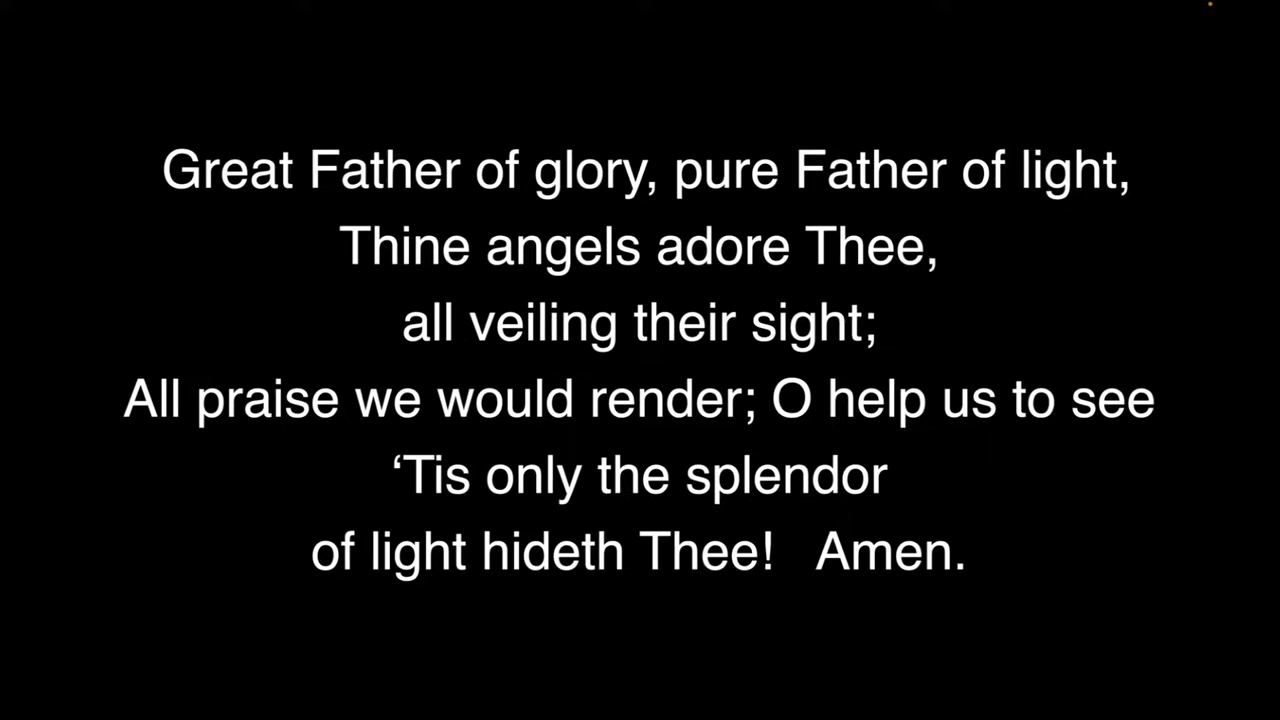 Great Father of glory, pure Father of light,
Thine angels adore Thee,
all veiling their sight;
All praise we would render; O help us to see
‘Tis only the splendor
of light hideth Thee!   Amen.